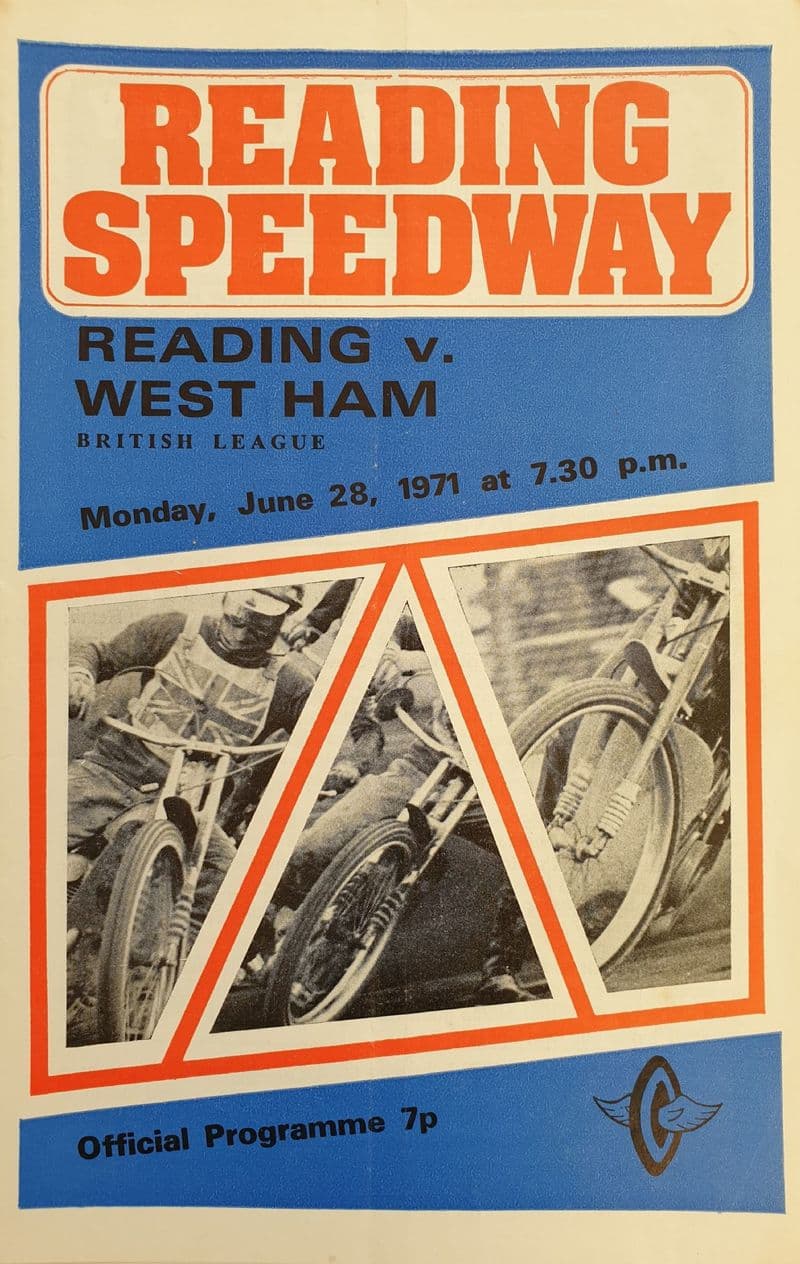 READING
SPEEDWAY
READING v.
WEST HAM
BRITISH LEAGUE
Monday, June 28, 1971 at 7.30 p.m.
Official Programme 7p